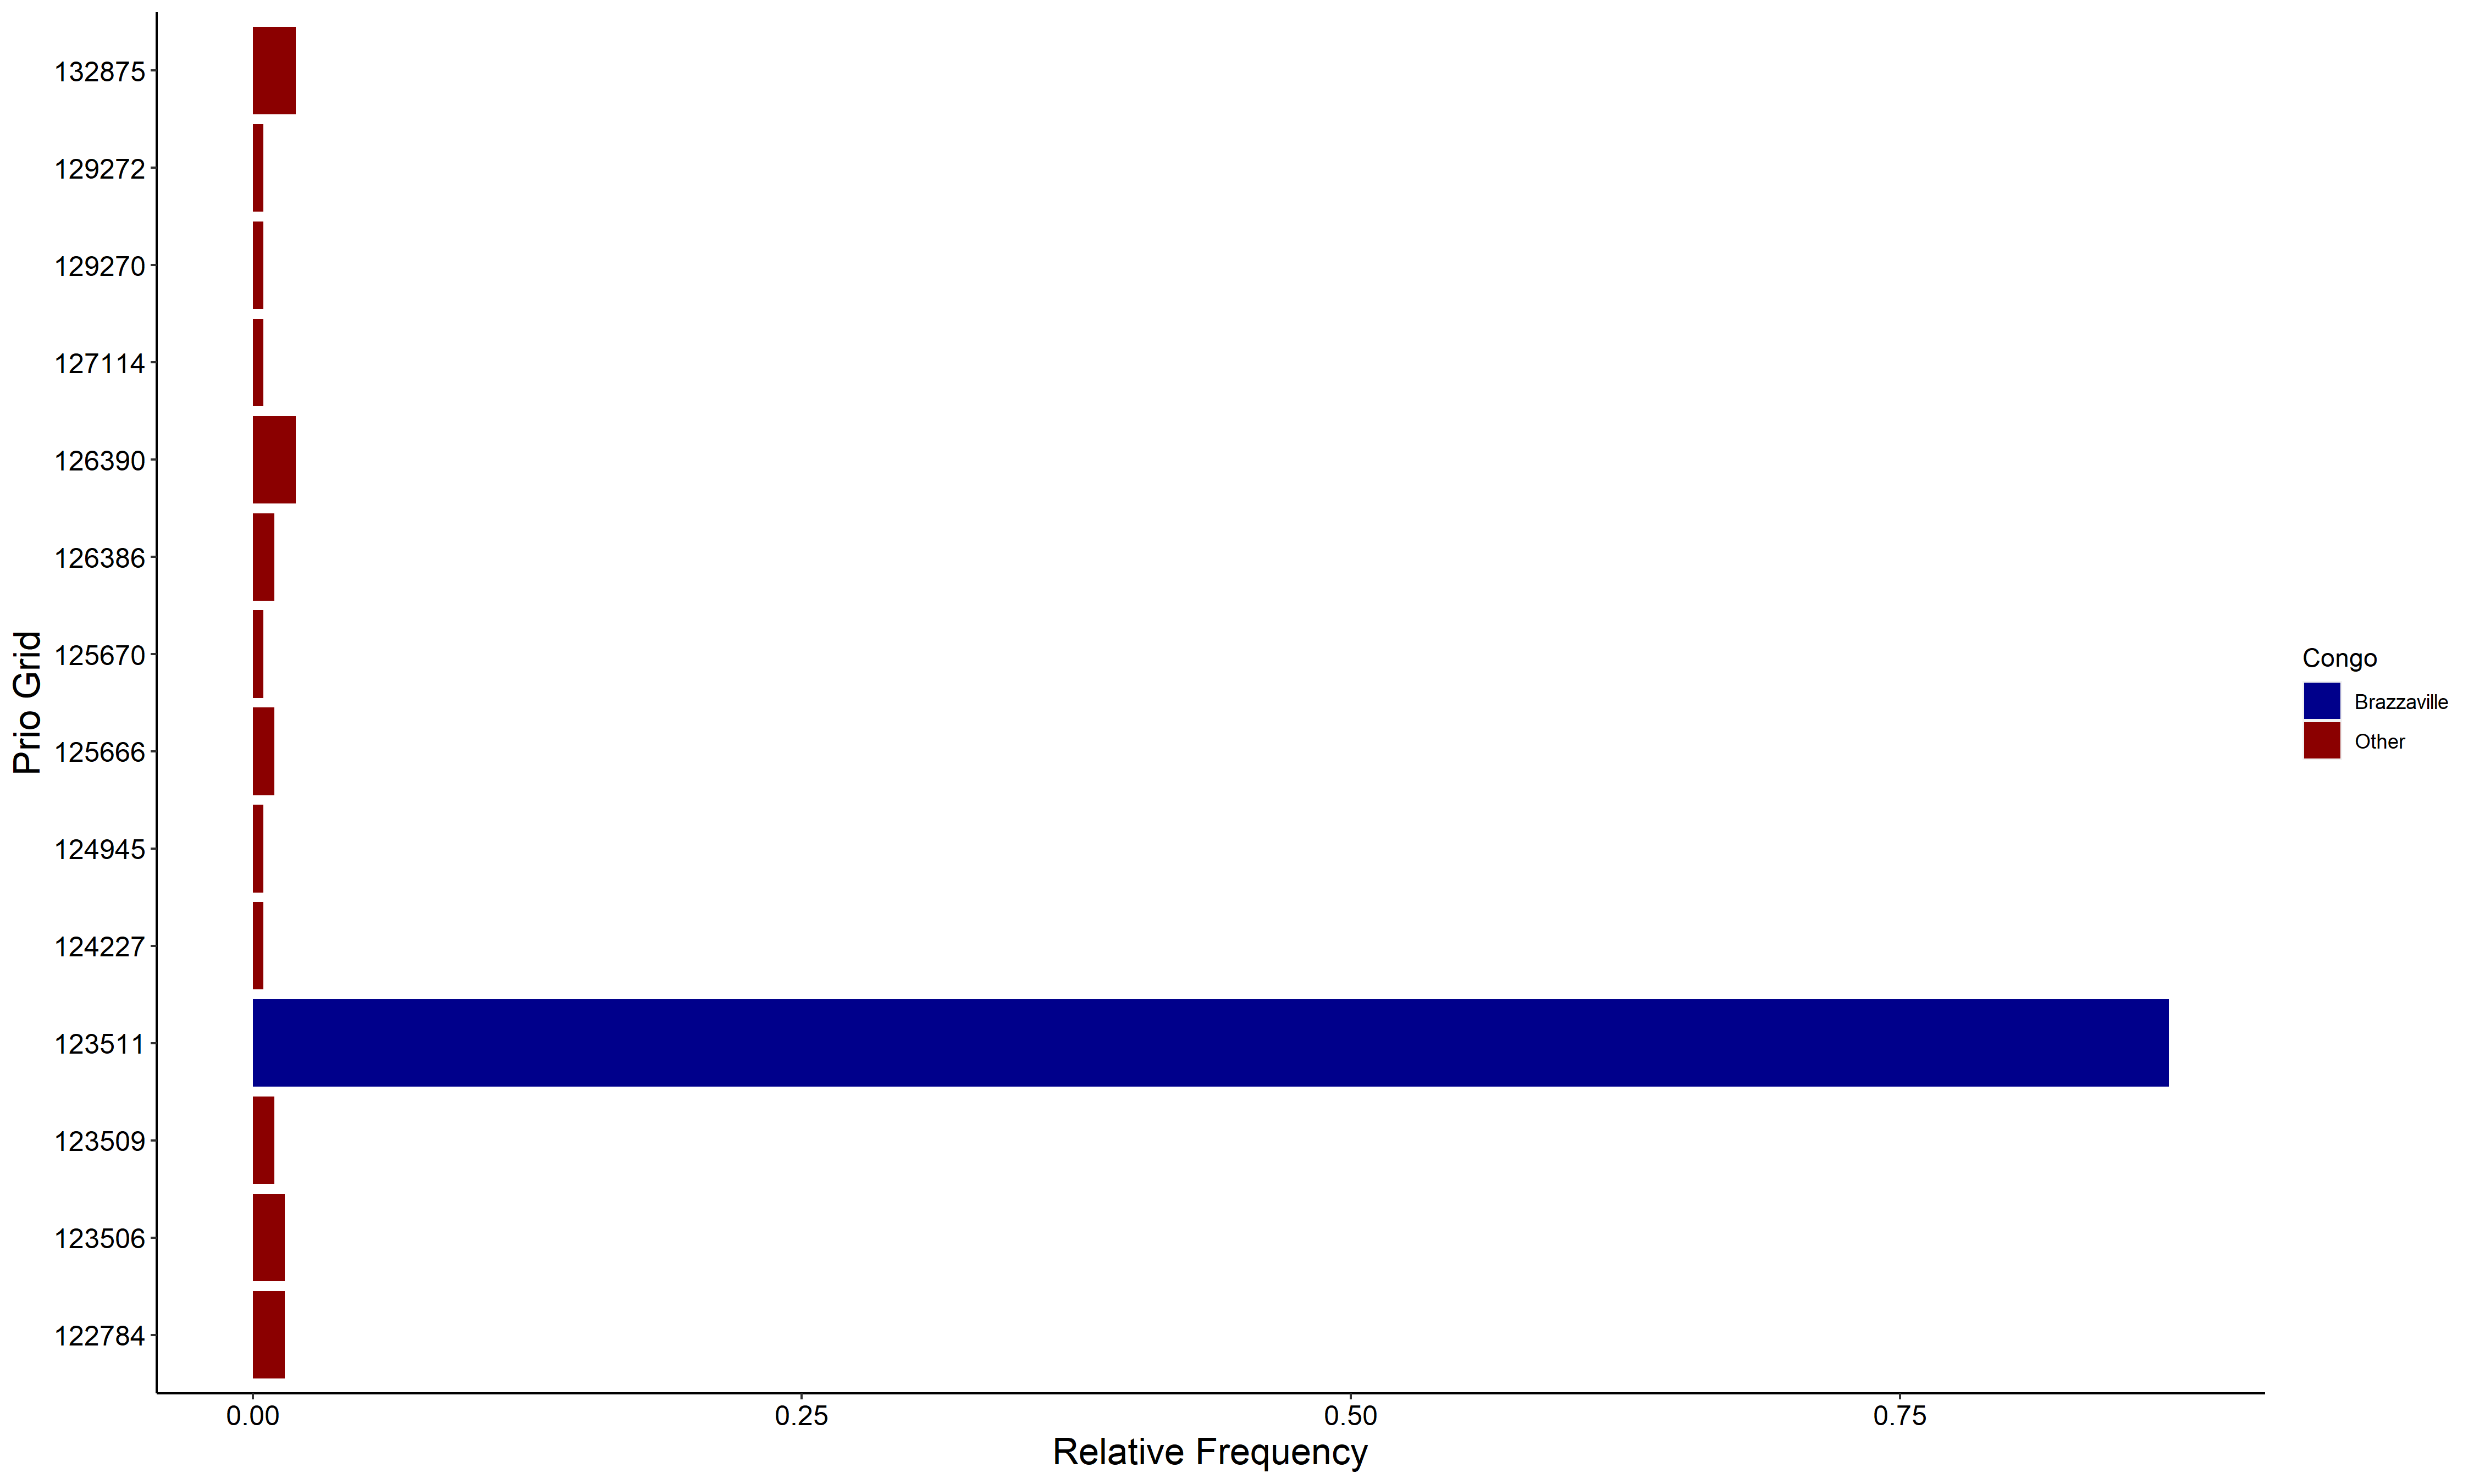 132875
129272
129270
127114
126390
126386
125670
125666
124945
124227
123511
123509
123506
122784
Prio Grid
0.00 0.25 0.50 0.75
Relative Frequency
Congo
Brazzaville
Other